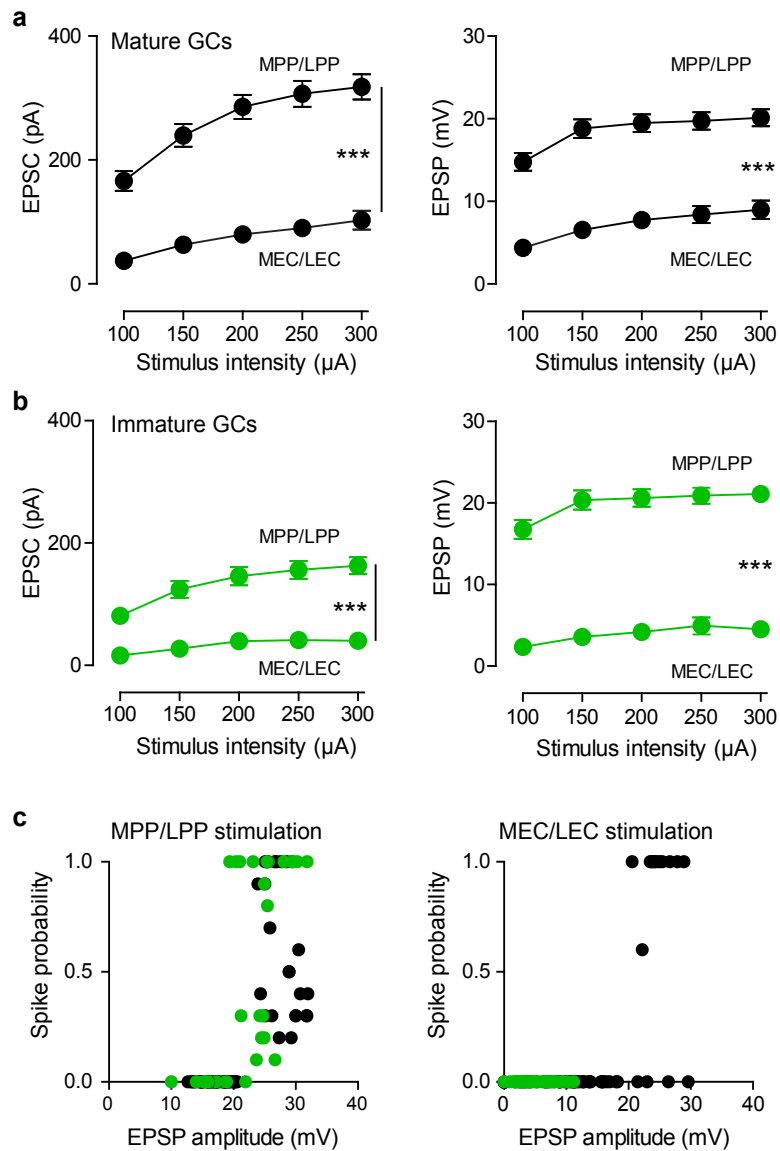 a
Mature GCs
400
200
0
EPSC (pA)
MPP/LPP
***
MEC/LEC
100 150 200 250 300
Stimulus intensity (µA)
30
20
10
0
EPSP (mV)
MPP/LPP
***
MEC/LEC
100 150 200 250 300
Stimulus intensity (µA)
b
Immature GCs
400
200
0
EPSC (pA)
MPP/LPP
***
MEC/LEC
100 150 200 250 300
Stimulus intensity (µA)
30
20
10
0
EPSP (mV)
MPP/LPP
***
MEC/LEC
100 150 200 250 300
Stimulus intensity (µA)
c
MPP/LPP stimulation
1.0
0.5
0.0
Spike probability
0 10 20 30 40
EPSP amplitude (mV)
MEC/LEC stimulation
1.0
0.5
0.0
Spike probability
0 10 20 30 40
EPSP amplitude (mV)